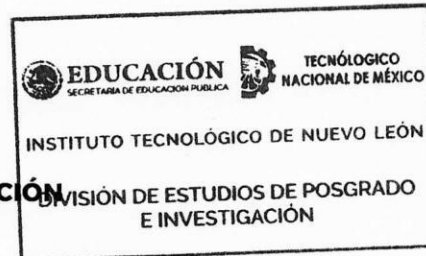 EDUCACIÓN
SECRETARÍA DE EDUCACIÓN PÚBLICA
TECNÓLOGICO
NACIONAL DE MÉXICO
INSTITUTO TECNOLÓGICO DE NUEVO LEÓN
CIÓN
DIVISIÓN DE ESTUDIOS DE POSGRADO
E INVESTIGACIÓN